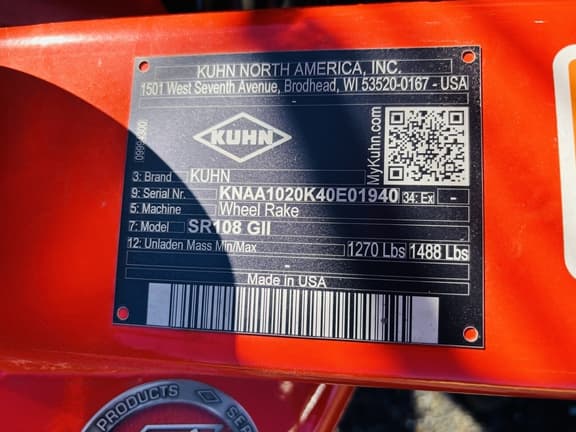 KUHN NORTH AMERICA, INC.
1501 West Seventh Avenue, Brodhead, WI 53520-0167 - USA
KUHN
MyKuhn.com
3: Brand KUHN
9: Serial Nr. KNAA1020K40E01940 34: Ex -
5: Machine Wheel Rake
7: Model SR108 GII
12: Unladen Mass Min/Max 1270 Lbs 1488 Lbs
Made in USA
PRODUCTS